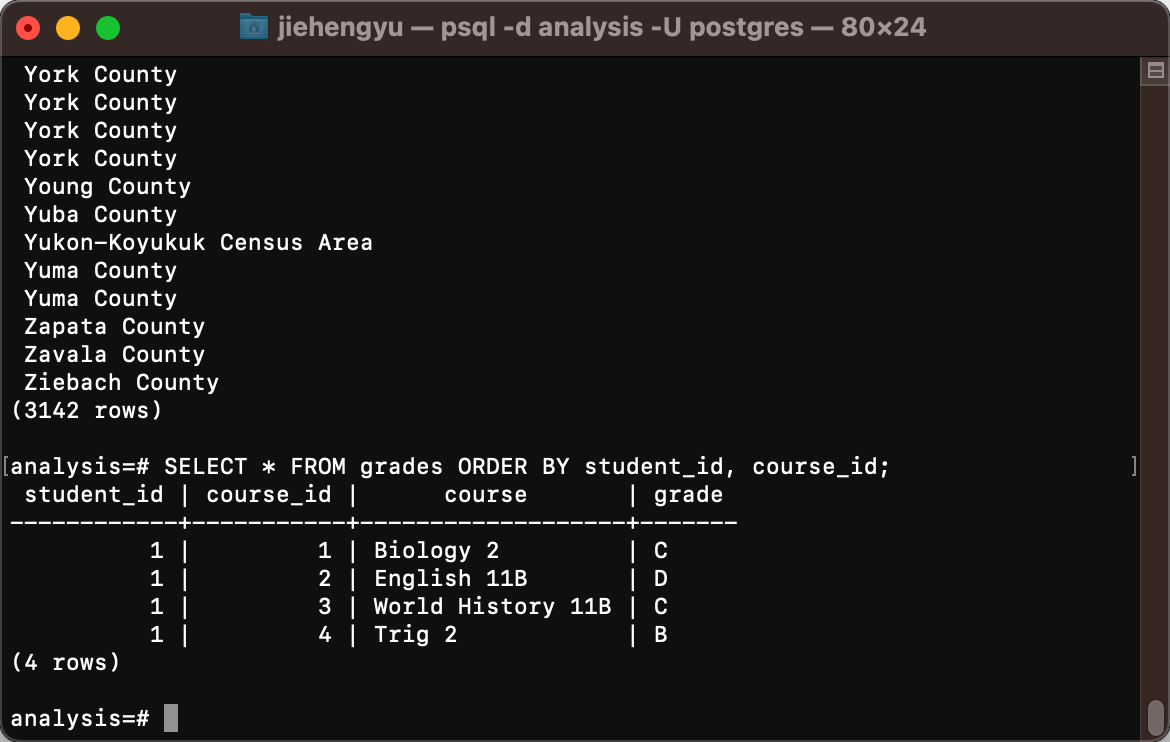 jiehengyu — psql -d analysis -U postgres — 80×24
York County
York County
York County
York County
Young County
Yuba County
Yukon-Koyukuk Census Area
Yuma County
Yuma County
Zapata County
Zavala County
Ziebach County
(3142 rows)
[analysis=# SELECT * FROM grades ORDER BY student_id, course_id; ]
student_id | course_id |       course       | grade
------------+-----------+-------------------+-------
          1 |         1 | Biology 2         | C
          1 |         2 | English 11B       | D
          1 |         3 | World History 11B | C
          1 |         4 | Trig 2            | B
(4 rows)
analysis=#